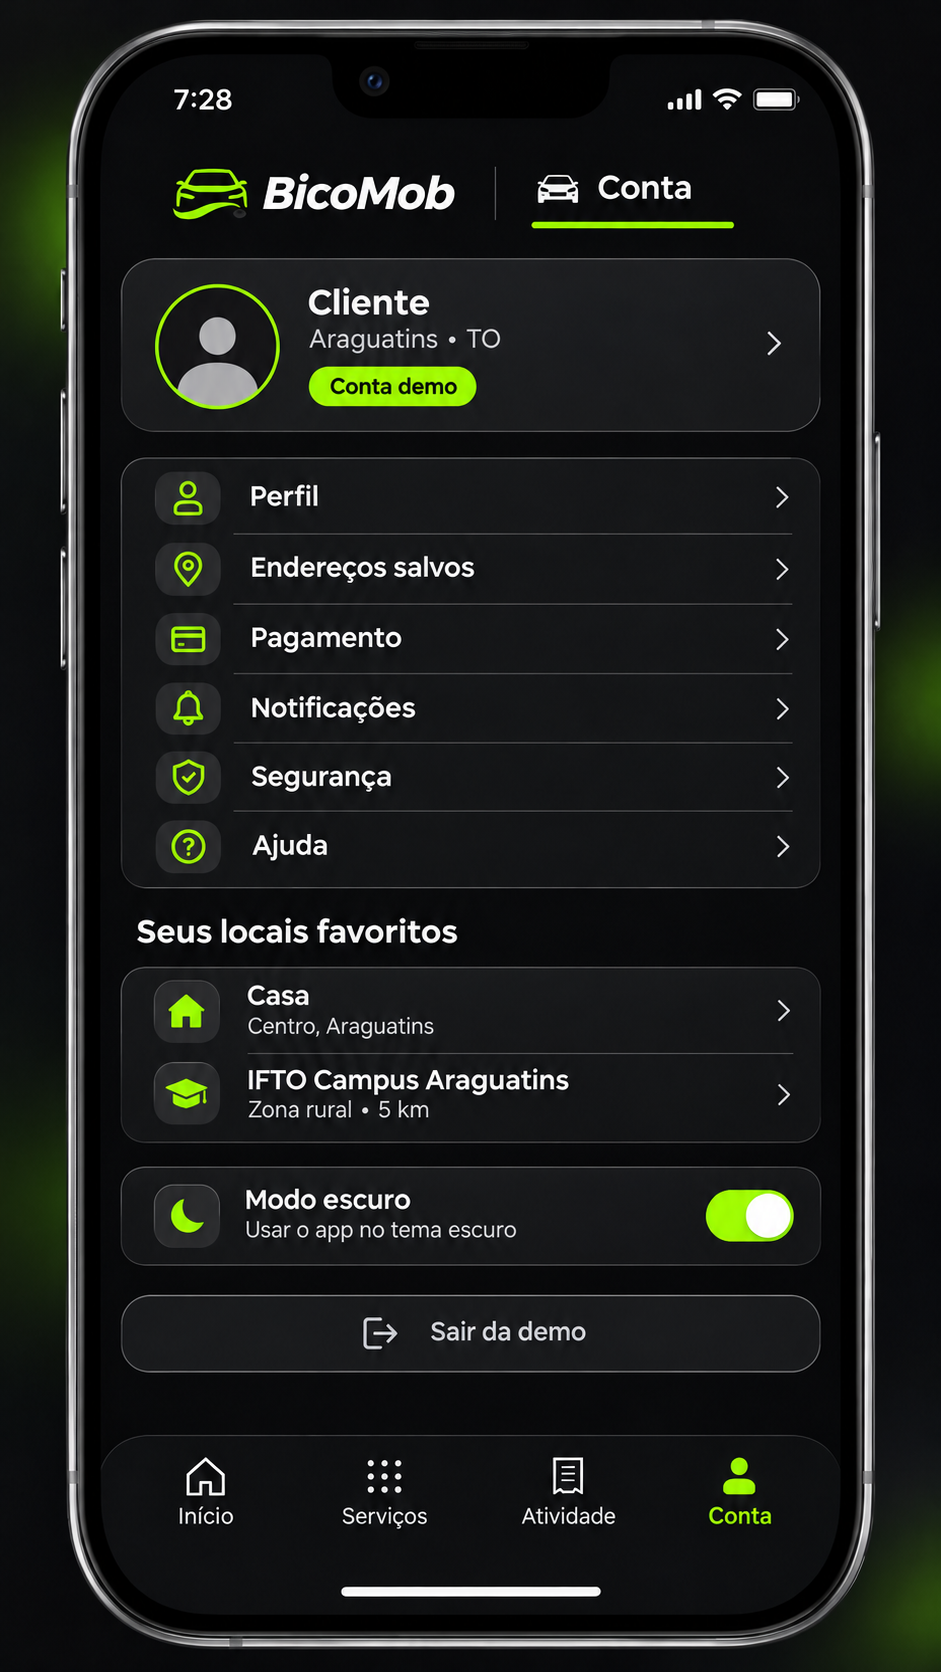 7:28
BicoMob
Conta
Cliente
Araguatins • TO
Conta demo
Perfil
Endereços salvos
Pagamento
Notificações
Segurança
Ajuda
Seus locais favoritos
Casa
Centro, Araguatins
IFTO Campus Araguatins
Zona rural • 5 km
Modo escuro
Usar o app no tema escuro
Sair da demo
Início
Serviços
Atividade
Conta